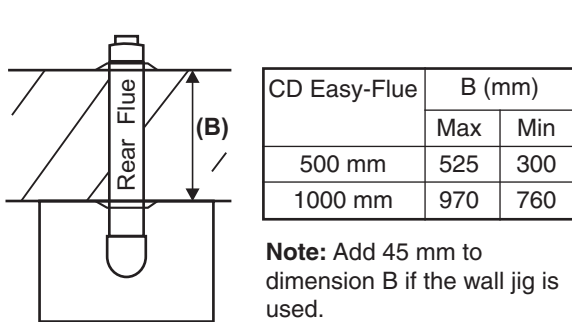 Rear Flue
(B)
CD Easy-Flue B (mm)
Max Min
500 mm 525 300
1000 mm 970 760
Note: Add 45 mm to
dimension B if the wall jig is
used.